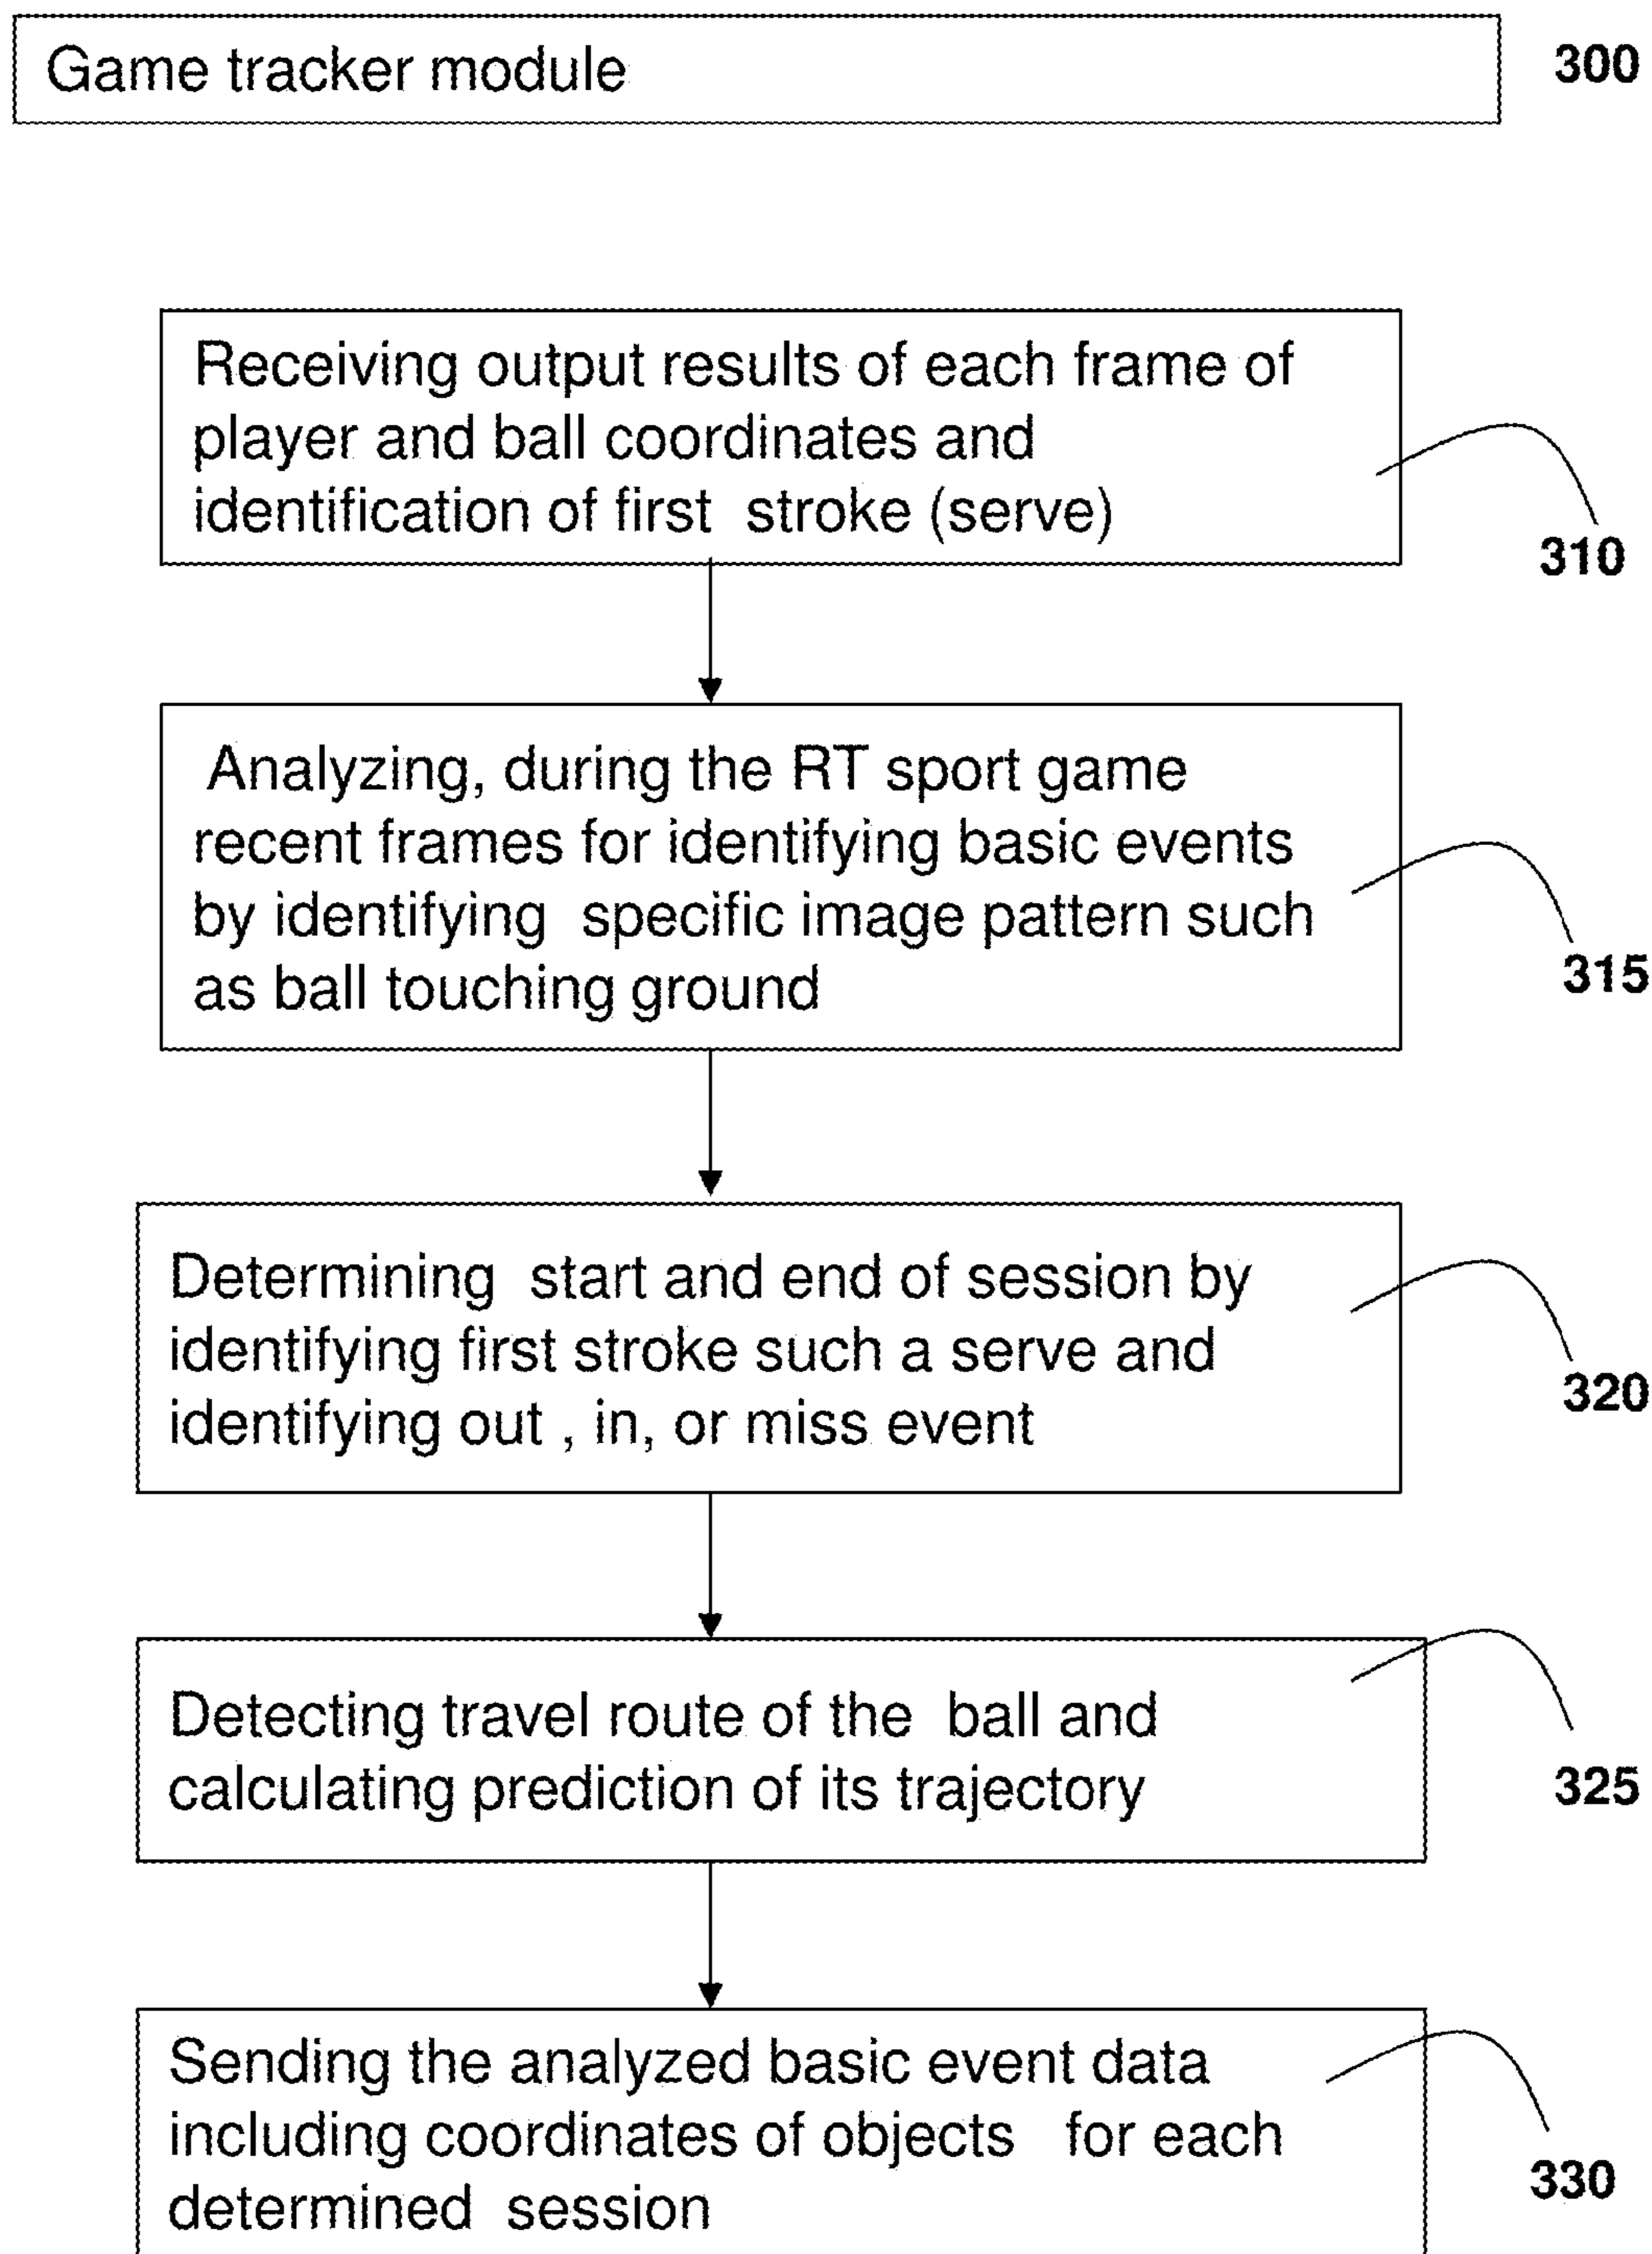 Game tracker module
300
Receiving output results of each frame of
player and ball coordinates and
identification of first stroke (serve)
310
Analyzing, during the RT sport game
recent frames for identifying basic events
by identifying specific image pattern such
as ball touching ground
315
Determining start and end of session by
identifying first stroke such a serve and
identifying out , in, or miss event
320
Detecting travel route of the ball and
calculating prediction of its trajectory
325
Sending the analyzed basic event data
including coordinates of objects for each
determined session
330